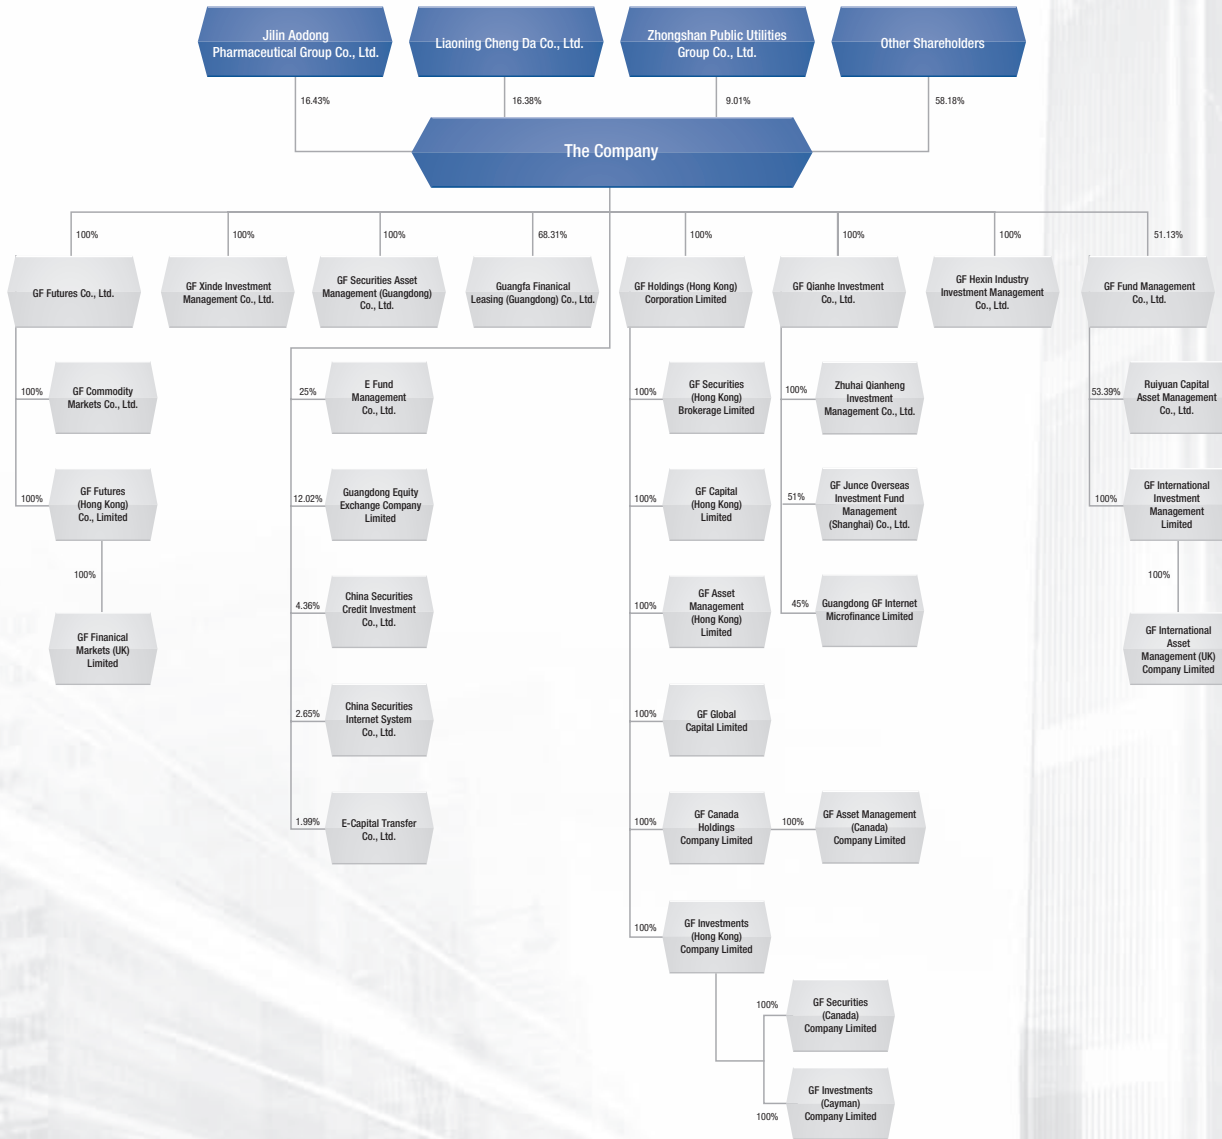 Jilin Aodong
Pharmaceutical Group Co., Ltd.
Liaoning Cheng Da Co., Ltd.
Zhongshan Public Utilities
Group Co., Ltd.
Other Shareholders
16.43%
16.38%
9.01%
58.18%
The Company
100%
100%
100%
68.31%
100%
100%
100%
51.13%
GF Futures Co., Ltd.
GF Xinde Investment
Management Co., Ltd.
GF Securities Asset
Management (Guangdong)
Co., Ltd.
Guangfa Finanical
Leasing (Guangdong) Co., Ltd.
GF Holdings (Hong Kong)
Corporation Limited
GF Qianhe Investment
Co., Ltd.
GF Hexin Industry
Investment Management
Co., Ltd.
GF Fund Management
Co., Ltd.
100%
GF Commodity
Markets Co., Ltd.
100%
GF Futures
(Hong Kong)
Co., Limited
100%
GF Finanical
Markets (UK)
Limited
25%
E Fund
Management
Co., Ltd.
12.02%
Guangdong Equity
Exchange Company
Limited
4.36%
China Securities
Credit Investment
Co., Ltd.
2.65%
China Securities
Internet System
Co., Ltd.
1.99%
E-Capital Transfer
Co., Ltd.
100%
GF Securities
(Hong Kong)
Brokerage Limited
100%
GF Capital
(Hong Kong)
Limited
100%
GF Asset
Management
(Hong Kong)
Limited
100%
GF Global
Capital Limited
100%
GF Canada
Holdings
Company Limited
100%
GF Asset Management
(Canada)
Company Limited
100%
GF Investments
(Hong Kong)
Company Limited
100%
GF Securities
(Canada)
Company Limited
100%
GF Investments
(Cayman)
Company Limited
100%
Zhuhai Qianheng
Investment
Management Co., Ltd.
51%
GF Junce Overseas
Investment Fund
Management
(Shanghai) Co., Ltd.
45%
Guangdong GF Internet
Microfinance Limited
53.39%
Ruiyuan Capital
Asset Management
Co., Ltd.
100%
GF International
Investment
Management
Limited
100%
GF International
Asset
Management (UK)
Company Limited